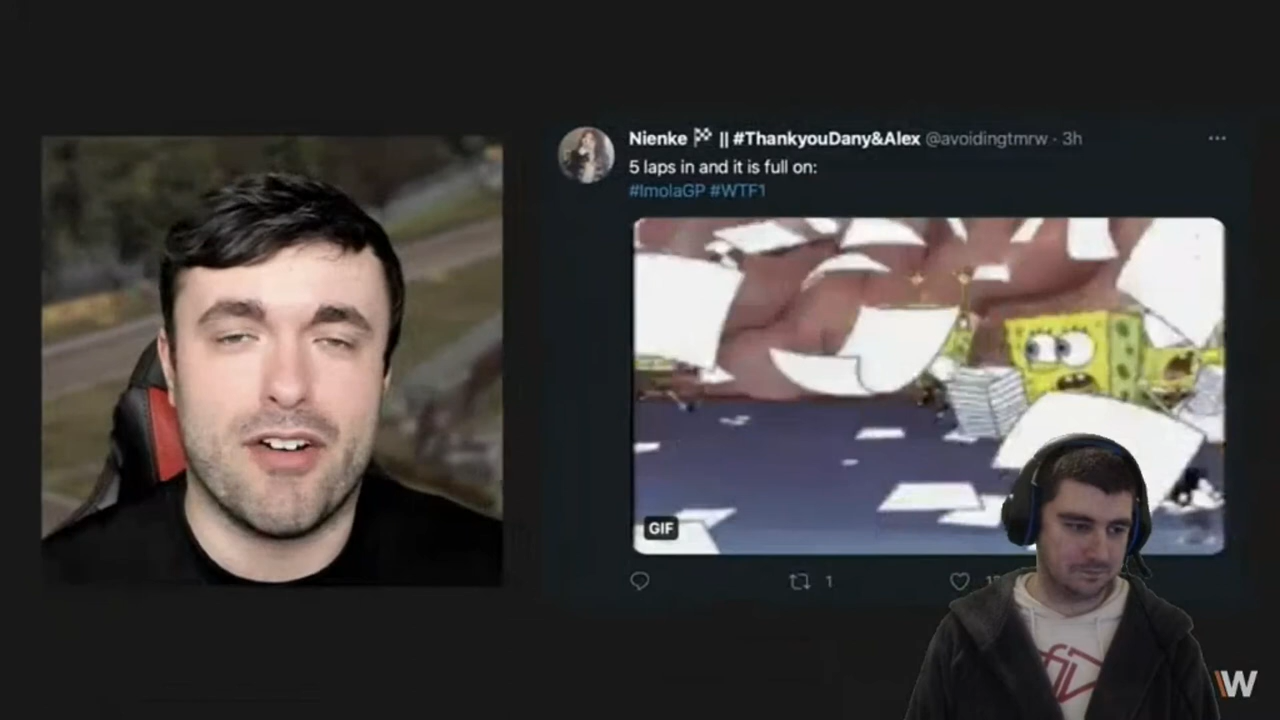 Nienke 🏁 || #ThankyouDany&Alex @avoidingtmrw · 3h
5 laps in and it is full on:
#ImolaGP #WTF1
GIF
1
W